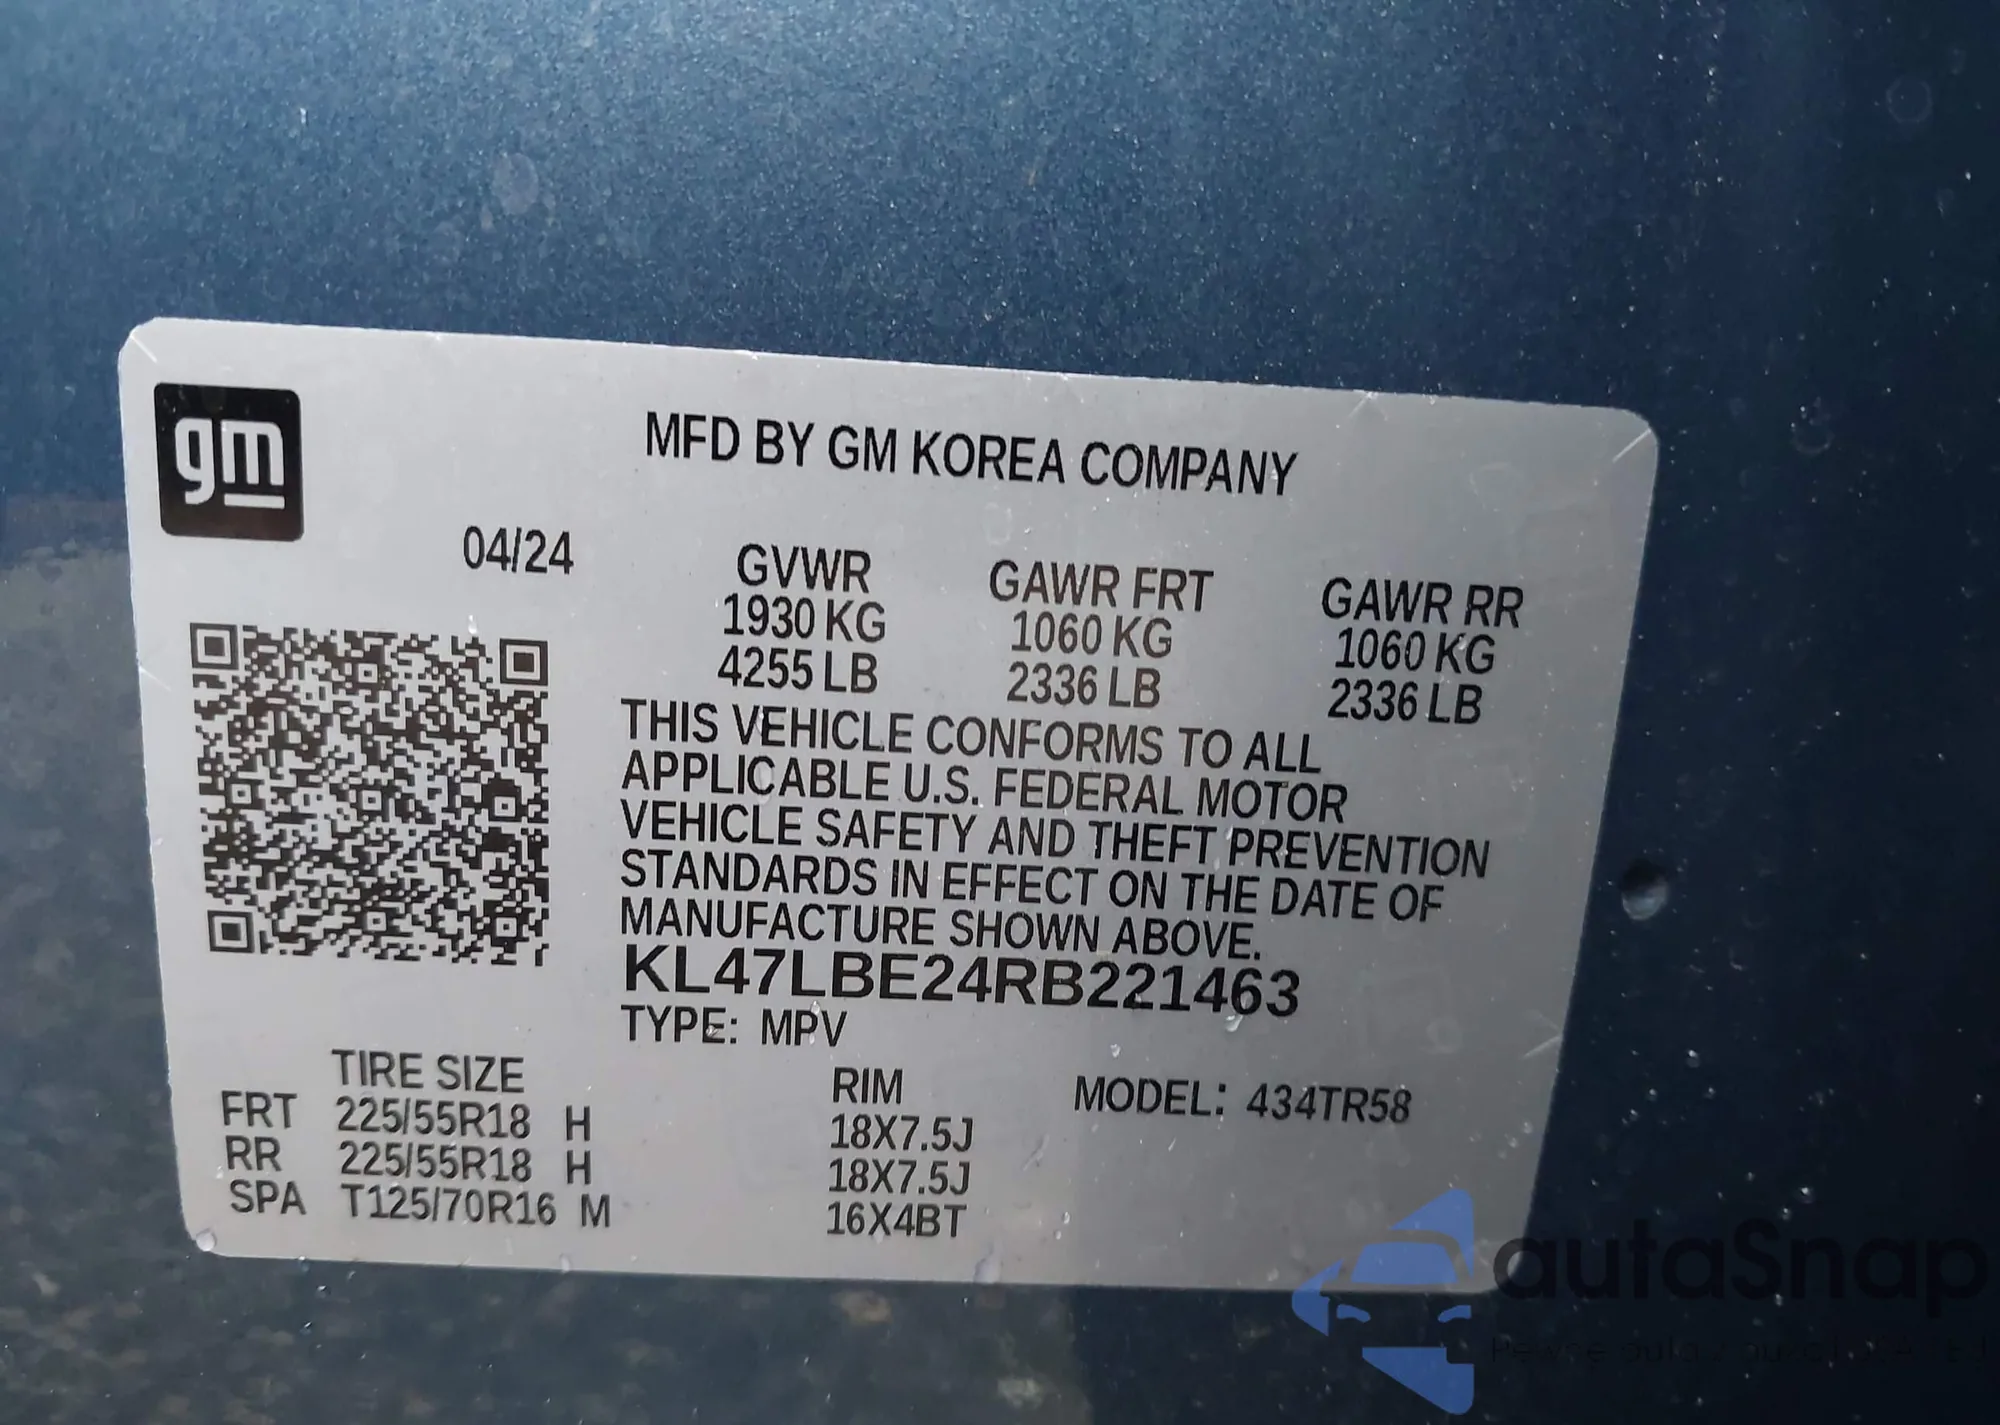 gm
MFD BY GM KOREA COMPANY
04/24
GVWR GAWR FRT GAWR RR
1930 KG 1060 KG 1060 KG
4255 LB 2336 LB 2336 LB
THIS VEHICLE CONFORMS TO ALL
APPLICABLE U.S. FEDERAL MOTOR
VEHICLE SAFETY AND THEFT PREVENTION
STANDARDS IN EFFECT ON THE DATE OF
MANUFACTURE SHOWN ABOVE.
KL47LBE24RB221463
TYPE: MPV
TIRE SIZE RIM MODEL: 434TR58
FRT 225/55R18 H 18X7.5J
RR 225/55R18 H 18X7.5J
SPA T125/70R16 M 16X4BT
autaSnap